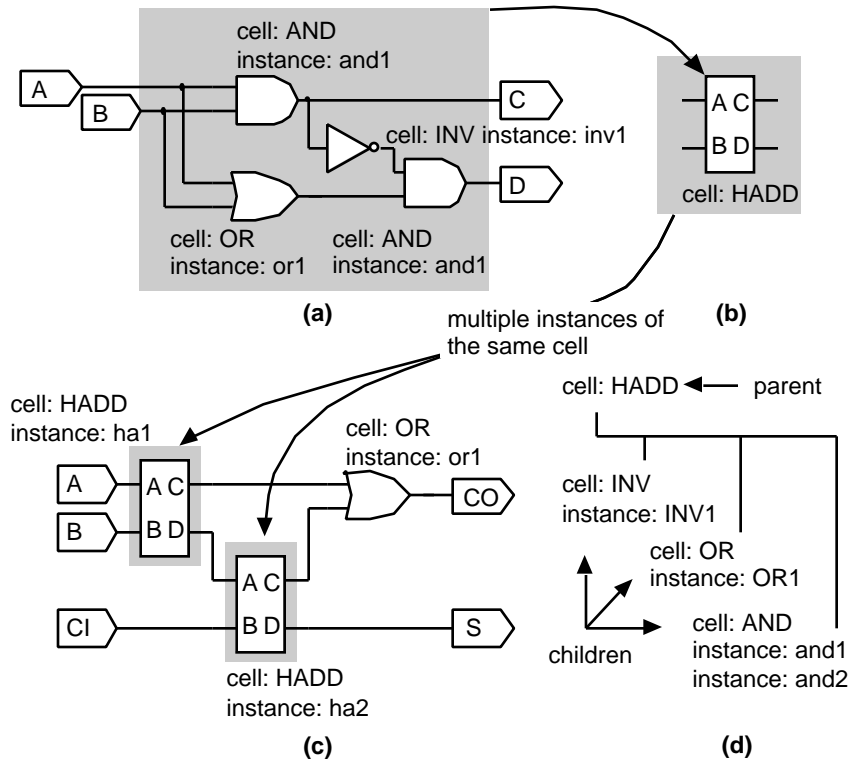 cell: AND
instance: and1
A
B
C
cell: INV instance: inv1
D
cell: OR
instance: or1
cell: AND
instance: and1
(a)
A C
B D
cell: HADD
(b)
multiple instances of
the same cell
cell: HADD
instance: ha1
A
B
CI
A C
B D
cell: OR
instance: or1
CO
A C
B D
S
cell: HADD
instance: ha2
(c)
cell: HADD
parent
cell: INV
instance: INV1
cell: OR
instance: OR1
cell: AND
instance: and1
instance: and2
children
(d)